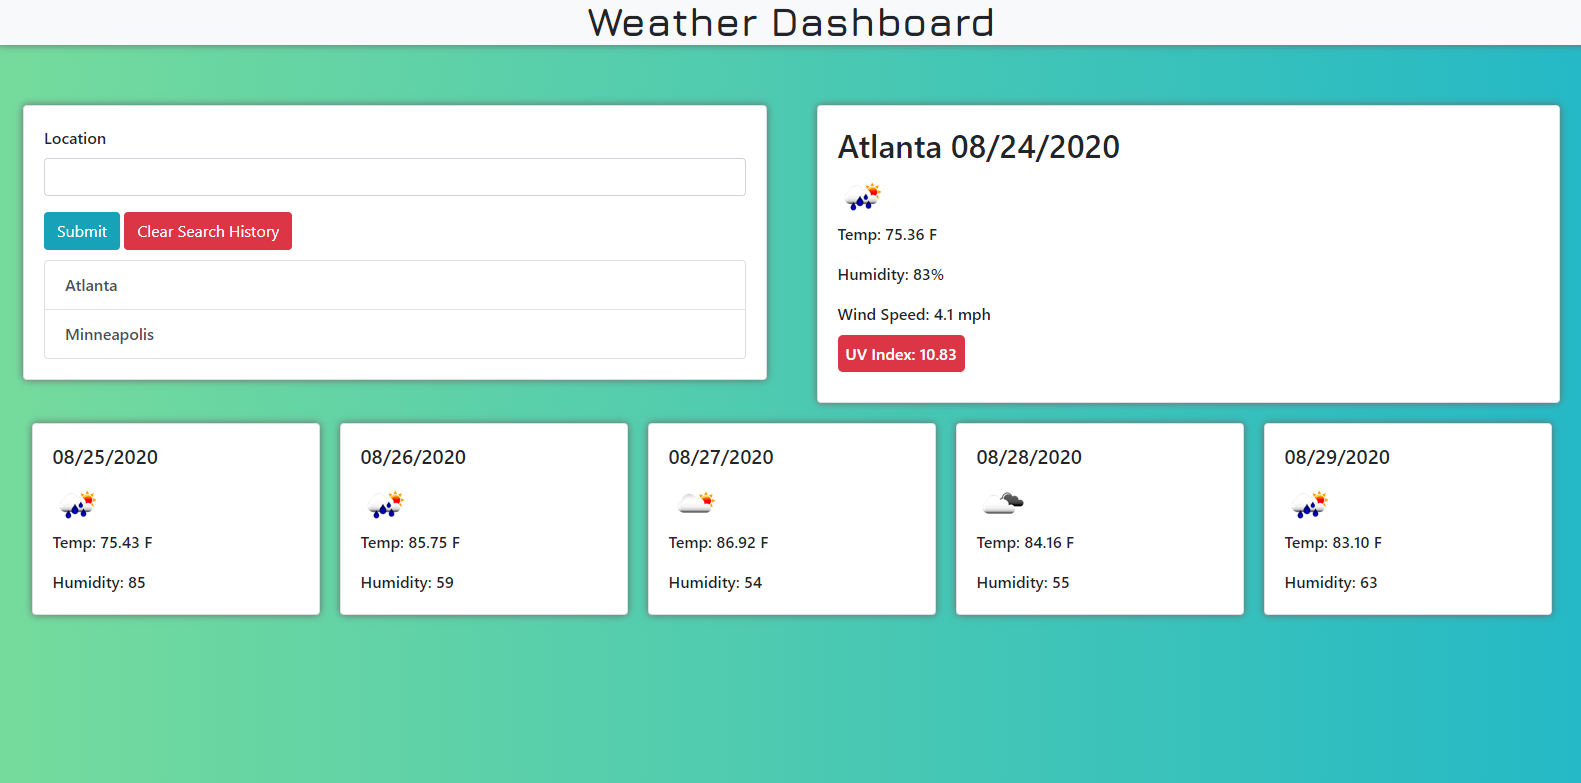 Weather Dashboard
Location
Submit
Clear Search History
Atlanta
Minneapolis
Atlanta 08/24/2020
Temp: 75.36 F
Humidity: 83%
Wind Speed: 4.1 mph
UV Index: 10.83
08/25/2020
Temp: 75.43 F
Humidity: 85
08/26/2020
Temp: 85.75 F
Humidity: 59
08/27/2020
Temp: 86.92 F
Humidity: 54
08/28/2020
Temp: 84.16 F
Humidity: 55
08/29/2020
Temp: 83.10 F
Humidity: 63